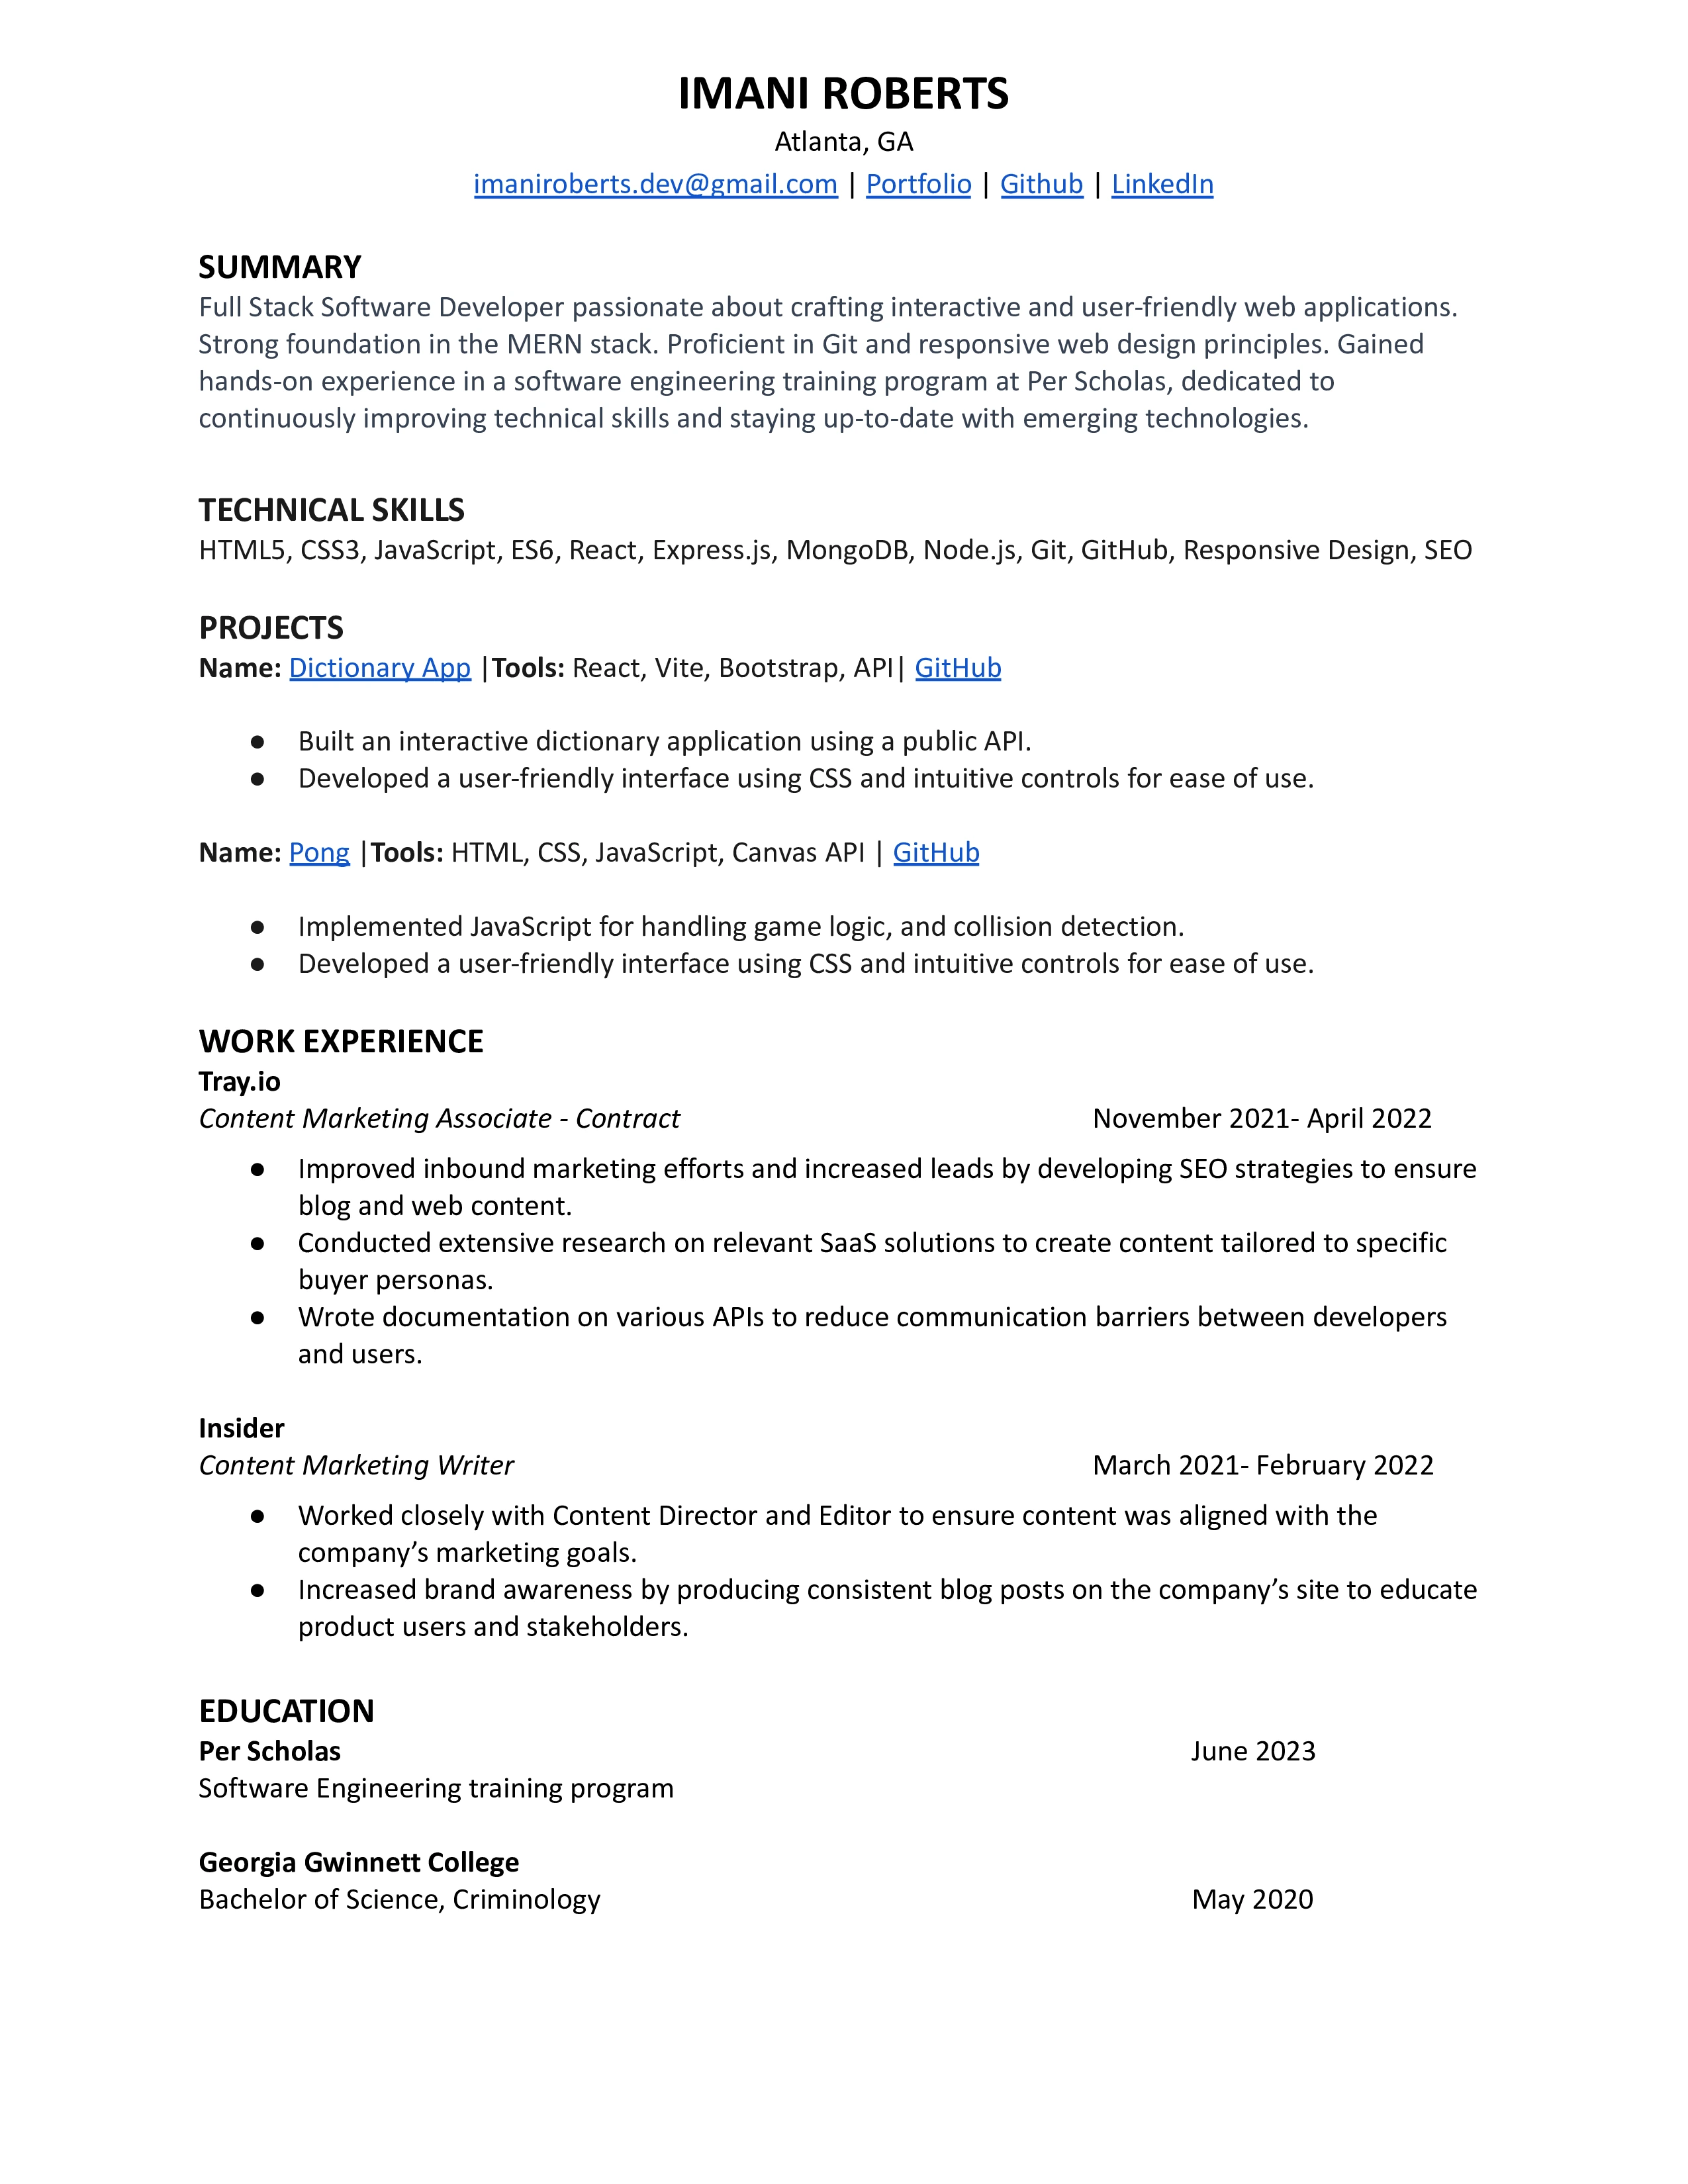 IMANI ROBERTS
Atlanta, GA
imaniroberts.dev@gmail.com | Portfolio | Github | LinkedIn
SUMMARY
Full Stack Software Developer passionate about crafting interactive and user-friendly web applications.
Strong foundation in the MERN stack. Proficient in Git and responsive web design principles. Gained
hands-on experience in a software engineering training program at Per Scholas, dedicated to
continuously improving technical skills and staying up-to-date with emerging technologies.
TECHNICAL SKILLS
HTML5, CSS3, JavaScript, ES6, React, Express.js, MongoDB, Node.js, Git, GitHub, Responsive Design, SEO
PROJECTS
Name: Dictionary App |Tools: React, Vite, Bootstrap, API| GitHub
● Built an interactive dictionary application using a public API.
● Developed a user-friendly interface using CSS and intuitive controls for ease of use.
Name: Pong |Tools: HTML, CSS, JavaScript, Canvas API | GitHub
● Implemented JavaScript for handling game logic, and collision detection.
● Developed a user-friendly interface using CSS and intuitive controls for ease of use.
WORK EXPERIENCE
Tray.io
Content Marketing Associate - Contract November 2021- April 2022
● Improved inbound marketing efforts and increased leads by developing SEO strategies to ensure
blog and web content.
● Conducted extensive research on relevant SaaS solutions to create content tailored to specific
buyer personas.
● Wrote documentation on various APIs to reduce communication barriers between developers
and users.
Insider
Content Marketing Writer March 2021- February 2022
● Worked closely with Content Director and Editor to ensure content was aligned with the
company’s marketing goals.
● Increased brand awareness by producing consistent blog posts on the company’s site to educate
product users and stakeholders.
EDUCATION
Per Scholas June 2023
Software Engineering training program
Georgia Gwinnett College
Bachelor of Science, Criminology May 2020